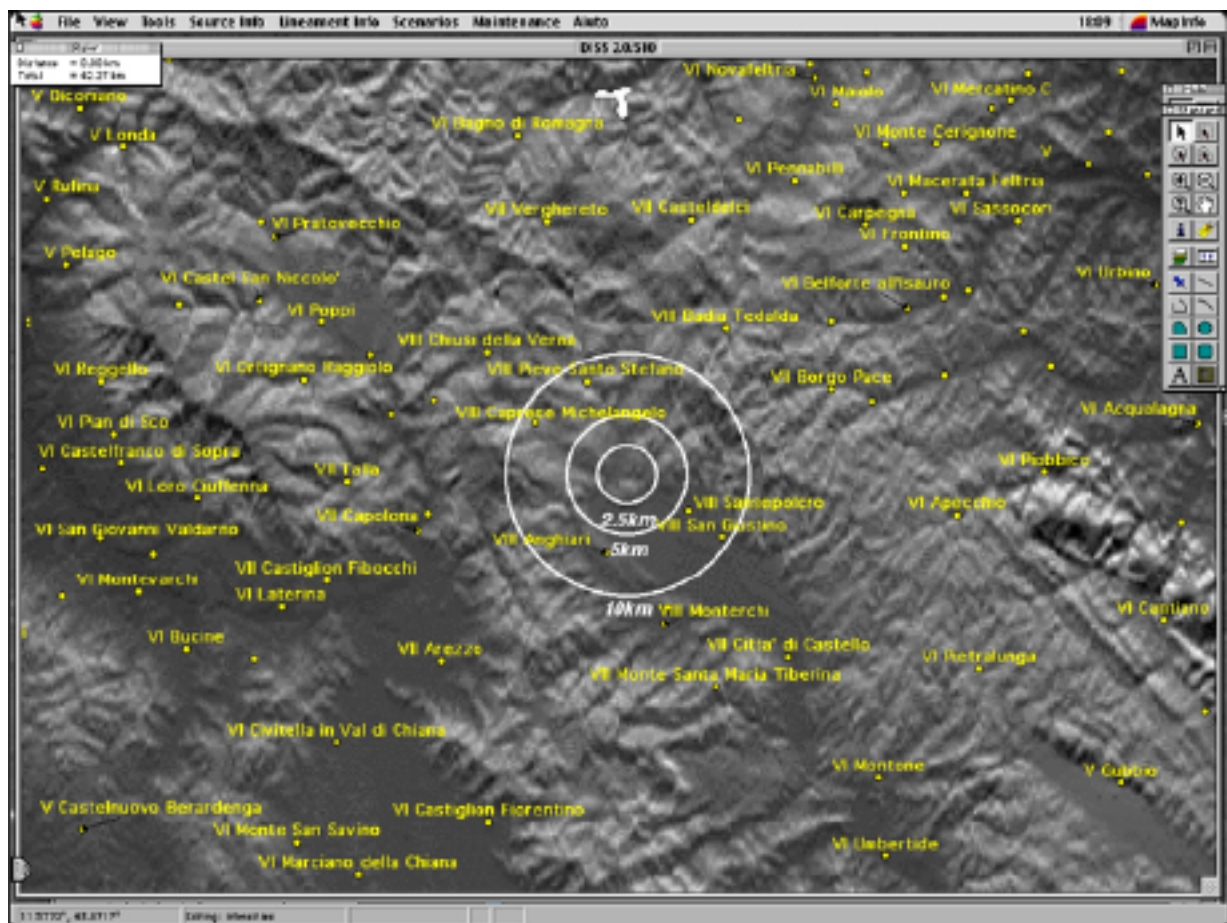 File View Tools Source Info Lineament Info Scenarios Maintenance Aiuto 18:09 MapInfo
DISS 2.0/SHO
Distance = 0.00 km
Total
VI Novafeltria
V Dicomano
VI Maiolo
VI Mercatino C
V Londa
VI Bagno di Romagna
VI Monte Cerignone
V
VI Pennabilli
V Rufina
VI Macerata Feltria
VII Verghereto
VII Casteldelci
VI Carpegna
VI Sassocorv
VI Pratovecchio
VI Frontino
V Pelago
VI Castel San Niccolo'
VI Belforte all'Isauro
VI Urbino
VI Poppi
VIII Badia Tedalda
VIII Chiusi della Verna
VI Reggello
VI Ortignano Raggiolo
VIII Pieve Santo Stefano
VII Borgo Pace
VIII Caprese Michelangelo
VI Acqualagna
VI Pian di Sco
VI Castelfranco di Sopra
VII Talla
VI Piobbico
VI Loro Ciuffenna
VIII Sansepolcro
VI Apecchio
VII Capolona
2.5km
VI San Giovanni Valdarno
VIII Anghiari
VIII San Giustino
5km
VI Montevarchi
VII Castiglion Fibocchi
VI Laterina
10km
VIII Monterchi
VI Cantiano
VI Bucine
VII Arezzo
VII Citta' di Castello
VI Pietralunga
VII Monte Santa Maria Tiberina
VI Civitella in Val di Chiana
VI Montone
V Gubbio
V Castelnuovo Berardenga
VI Castiglion Fiorentino
VI Monte San Savino
VI Umbertide
VI Marciano della Chiana